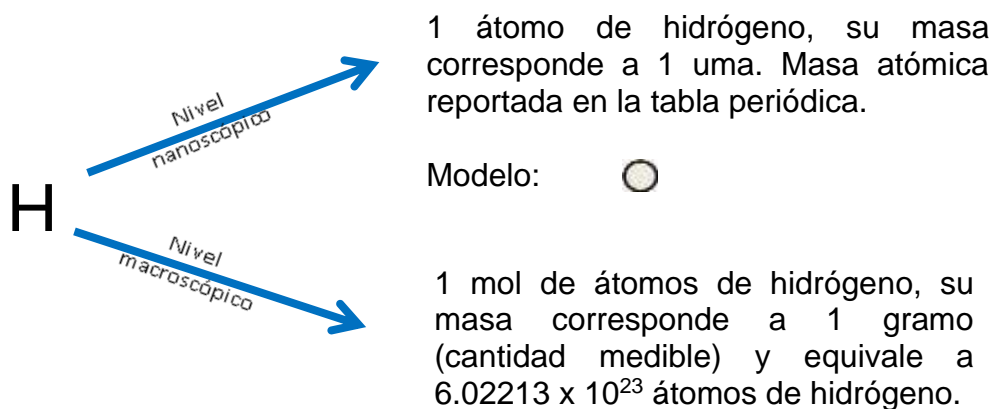 1 átomo de hidrógeno, su masa
corresponde a 1 uma. Masa atómica
reportada en la tabla periódica.
Nivel
nanoscópico
Modelo:
H
Nivel
macroscópico
1 mol de átomos de hidrógeno, su
masa corresponde a 1 gramo
(cantidad medible) y equivale a
6.02213 x 10²³ átomos de hidrógeno.